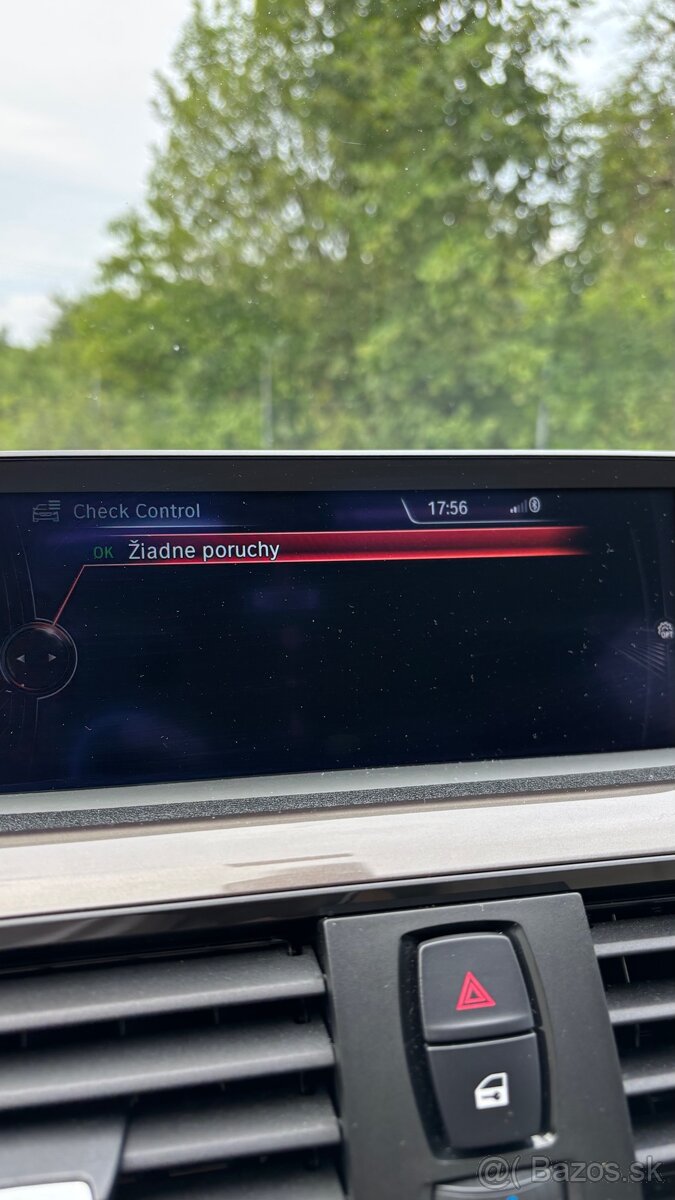 Check Control
17:56
OK Žiadne poruchy
OPT
@( Bazos.sk